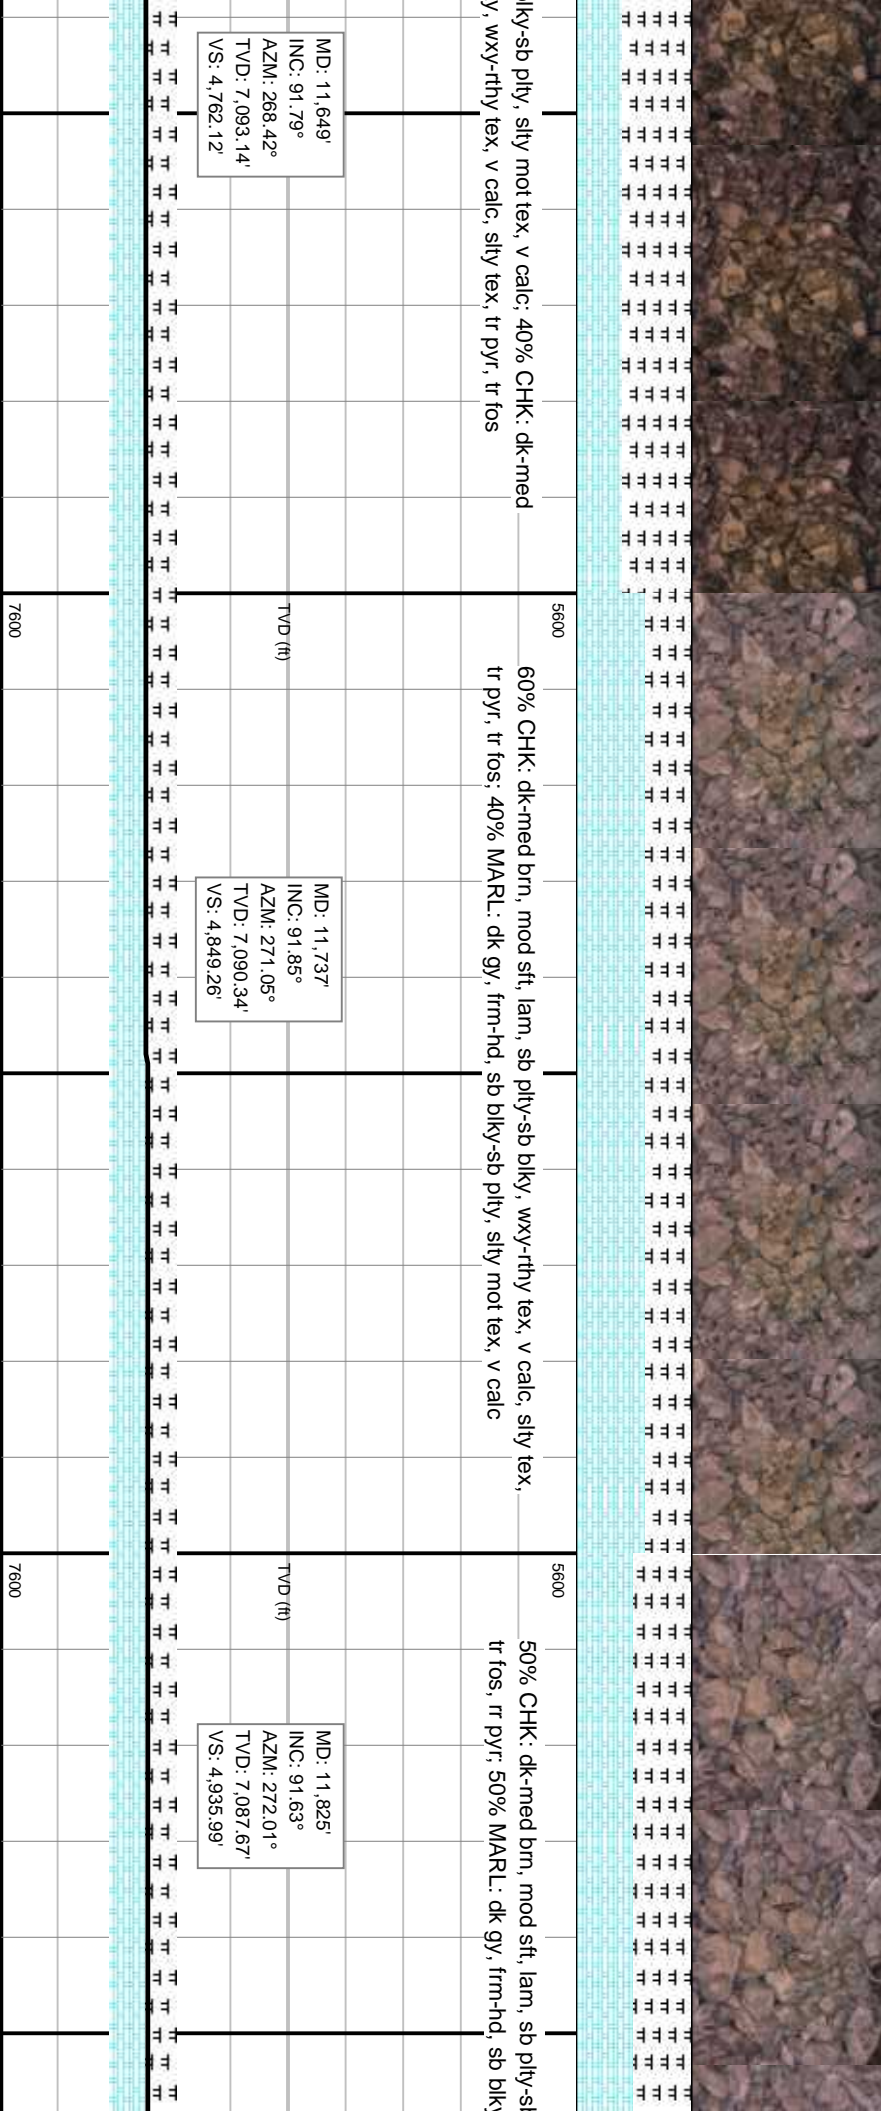 blky-sb plty, slty mot tex, v calc; 40% CHK: dk-med
wxy-rthy tex, v calc, slty tex, tr pyr, tr fos
MD: 11,649'
INC: 91.79°
AZM: 268.42°
TVD: 7,093.14'
VS: 4,762.12'
5600
TVD (ft)
7600
60% CHK: dk-med brn, mod sft, lam, sb plty-sb blky, wxy-rthy tex, v calc, slty tex,
tr pyr, tr fos; 40% MARL: dk gy, frm-hd, sb blky-sb plty, slty mot tex, v calc
MD: 11,737'
INC: 91.85°
AZM: 271.05°
TVD: 7,090.34'
VS: 4,849.26'
5600
TVD (ft)
7600
50% CHK: dk-med brn, mod sft, lam, sb plty-sb
tr fos, rr pyr; 50% MARL: dk gy, frm-hd, sb blky
MD: 11,825'
INC: 91.63°
AZM: 272.01°
TVD: 7,087.67'
VS: 4,935.99'